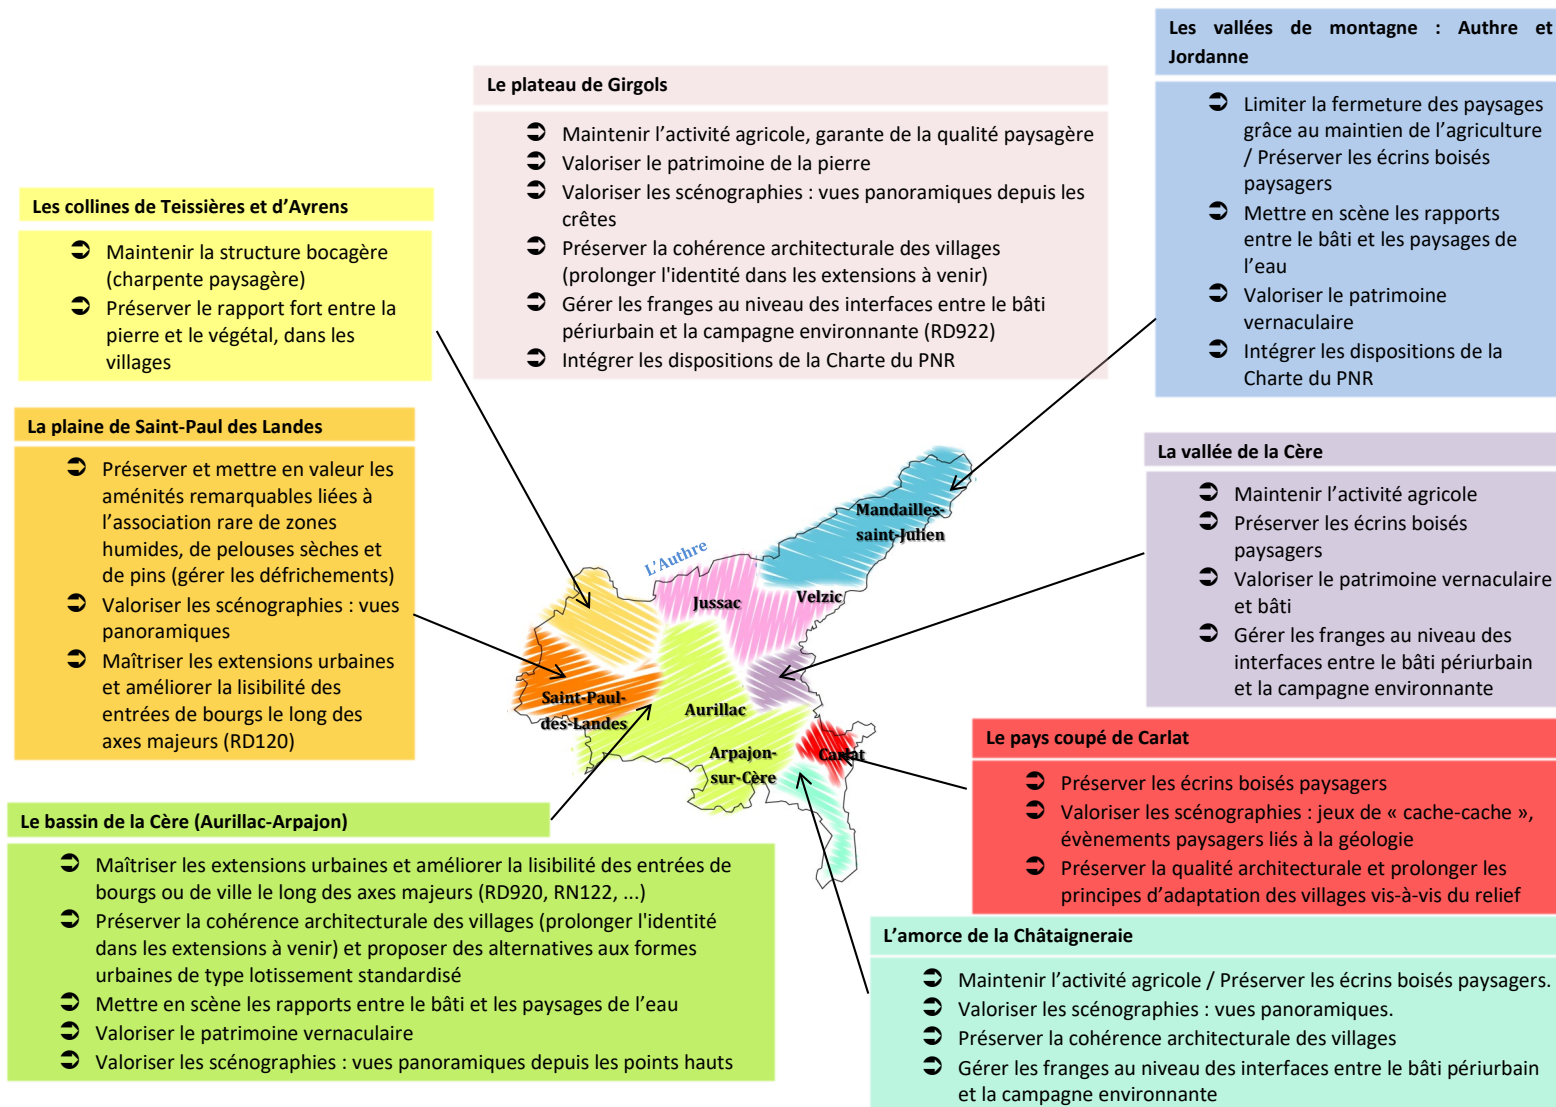 Les vallées de montagne : Authre et
Jordanne
➲ Limiter la fermeture des paysages
grâce au maintien de l’agriculture
/ Préserver les écrins boisés
paysagers
➲ Mettre en scène les rapports
entre le bâti et les paysages de
l’eau
➲ Valoriser le patrimoine
vernaculaire
➲ Intégrer les dispositions de la
Charte du PNR
Le plateau de Girgols
➲ Maintenir l’activité agricole, garante de la qualité paysagère
➲ Valoriser le patrimoine de la pierre
➲ Valoriser les scénographies : vues panoramiques depuis les
crêtes
➲ Préserver la cohérence architecturale des villages
(prolonger l'identité dans les extensions à venir)
➲ Gérer les franges au niveau des interfaces entre le bâti
périurbain et la campagne environnante (RD922)
➲ Intégrer les dispositions de la Charte du PNR
Les collines de Teissières et d’Ayrens
➲ Maintenir la structure bocagère
(charpente paysagère)
➲ Préserver le rapport fort entre la
pierre et le végétal, dans les
villages
La plaine de Saint-Paul des Landes
➲ Préserver et mettre en valeur les
aménités remarquables liées à
l’association rare de zones
humides, de pelouses sèches et
de pins (gérer les défrichements)
➲ Valoriser les scénographies : vues
panoramiques
➲ Maîtriser les extensions urbaines
et améliorer la lisibilité des
entrées de bourgs le long des
axes majeurs (RD120)
La vallée de la Cère
➲ Maintenir l’activité agricole
➲ Préserver les écrins boisés
paysagers
➲ Valoriser le patrimoine vernaculaire
et bâti
➲ Gérer les franges au niveau des
interfaces entre le bâti périurbain
et la campagne environnante
Mandailles-
saint-Julien
L'Authre
Jussac
Velzic
Saint-Paul-
des-Landes
Aurillac
Arpajon-
sur-Cère
Carlat
Le pays coupé de Carlat
➲ Préserver les écrins boisés paysagers
➲ Valoriser les scénographies : jeux de « cache-cache »,
évènements paysagers liés à la géologie
➲ Préserver la qualité architecturale et prolonger les
principes d’adaptation des villages vis-à-vis du relief
Le bassin de la Cère (Aurillac-Arpajon)
➲ Maîtriser les extensions urbaines et améliorer la lisibilité des entrées de
bourgs ou de ville le long des axes majeurs (RD920, RN122, ...)
➲ Préserver la cohérence architecturale des villages (prolonger l'identité
dans les extensions à venir) et proposer des alternatives aux formes
urbaines de type lotissement standardisé
➲ Mettre en scène les rapports entre le bâti et les paysages de l’eau
➲ Valoriser le patrimoine vernaculaire
➲ Valoriser les scénographies : vues panoramiques depuis les points hauts
L’amorce de la Châtaigneraie
➲ Maintenir l’activité agricole / Préserver les écrins boisés paysagers.
➲ Valoriser les scénographies : vues panoramiques.
➲ Préserver la cohérence architecturale des villages
➲ Gérer les franges au niveau des interfaces entre le bâti périurbain
et la campagne environnante